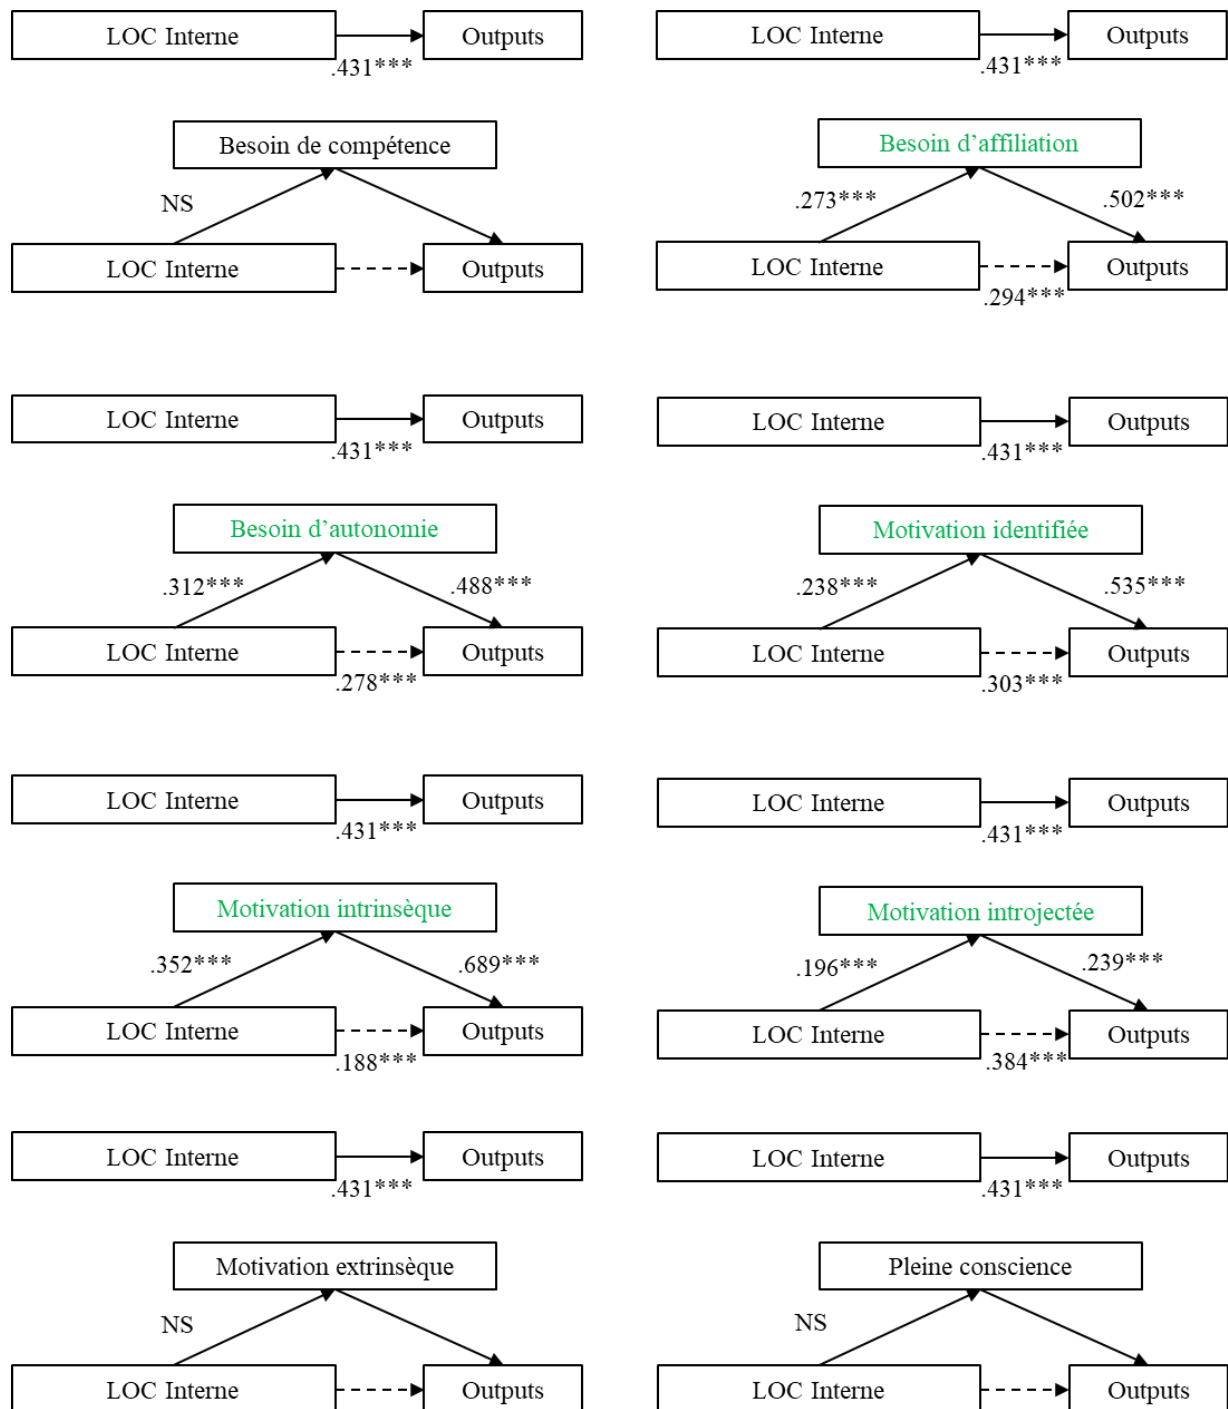 LOC Interne
Outputs
.431***
LOC Interne
Outputs
.431***
Besoin de compétence
NS
LOC Interne
Outputs
Besoin d'affiliation
.273***
.502***
LOC Interne
Outputs
.294***
LOC Interne
Outputs
.431***
LOC Interne
Outputs
.431***
Besoin d'autonomie
.312***
.488***
LOC Interne
Outputs
.278***
Motivation identifiée
.238***
.535***
LOC Interne
Outputs
.303***
LOC Interne
Outputs
.431***
LOC Interne
Outputs
.431***
Motivation intrinsèque
.352***
.689***
LOC Interne
Outputs
.188***
Motivation introjectée
.196***
.239***
LOC Interne
Outputs
.384***
LOC Interne
Outputs
.431***
LOC Interne
Outputs
.431***
Motivation extrinsèque
NS
LOC Interne
Outputs
Pleine conscience
NS
LOC Interne
Outputs